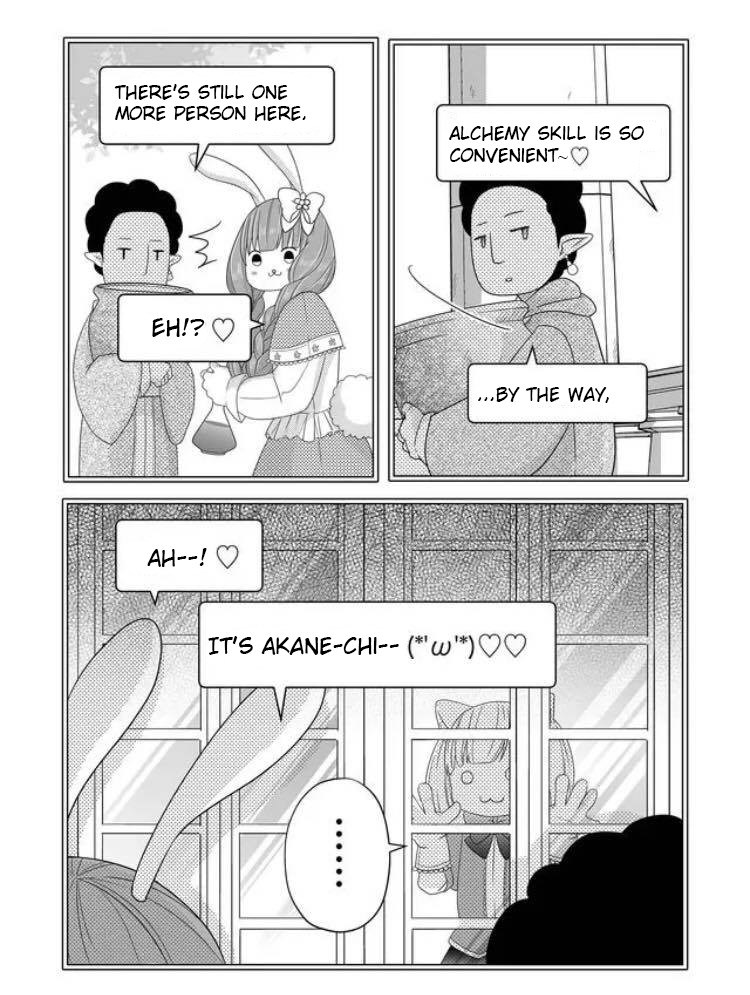 ALCHEMY SKILL IS SO
CONVENIENT~♡
...BY THE WAY,
THERE'S STILL ONE
MORE PERSON HERE.
EH!? ♡
AH--! ♡
IT'S AKANE-CHI-- (*'ω'*)♡♡
......